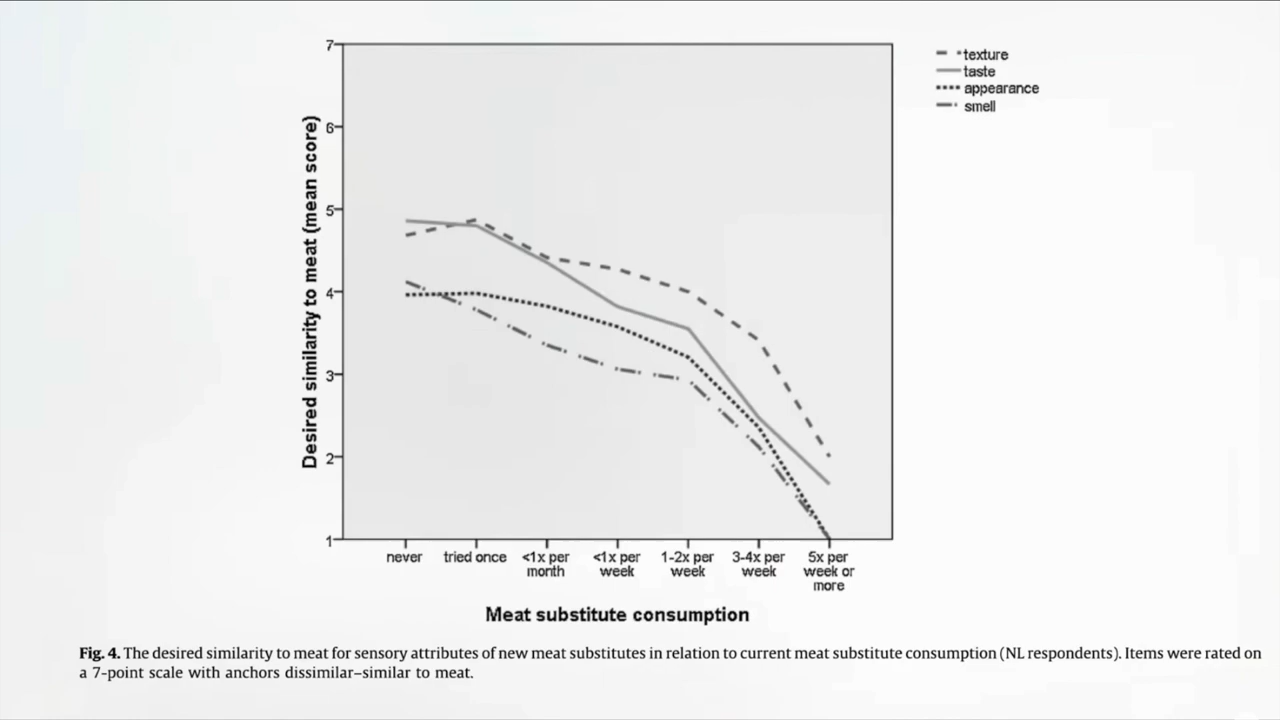 7
texture
taste
appearance
smell
6
5
4
3
2
1
Desired similarity to meat (mean score)
never
tried once
<1x per
month
<1x per
week
1-2x per
week
3-4x per
week
5x per
week or
more
Meat substitute consumption
Fig. 4. The desired similarity to meat for sensory attributes of new meat substitutes in relation to current meat substitute consumption (NL respondents). Items were rated on
a 7-point scale with anchors dissimilar–similar to meat.